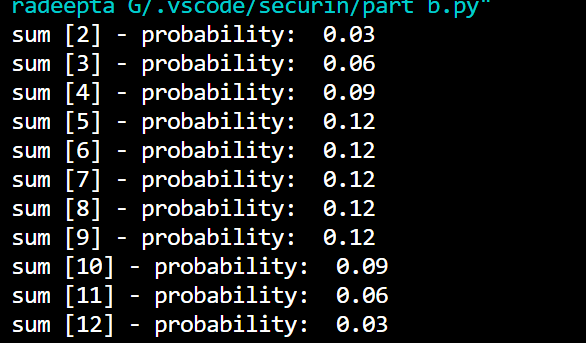 radeepta G/.vscode/securin/part b.py"
sum [2] - probability:  0.03
sum [3] - probability:  0.06
sum [4] - probability:  0.09
sum [5] - probability:  0.12
sum [6] - probability:  0.12
sum [7] - probability:  0.12
sum [8] - probability:  0.12
sum [9] - probability:  0.12
sum [10] - probability:  0.09
sum [11] - probability:  0.06
sum [12] - probability:  0.03